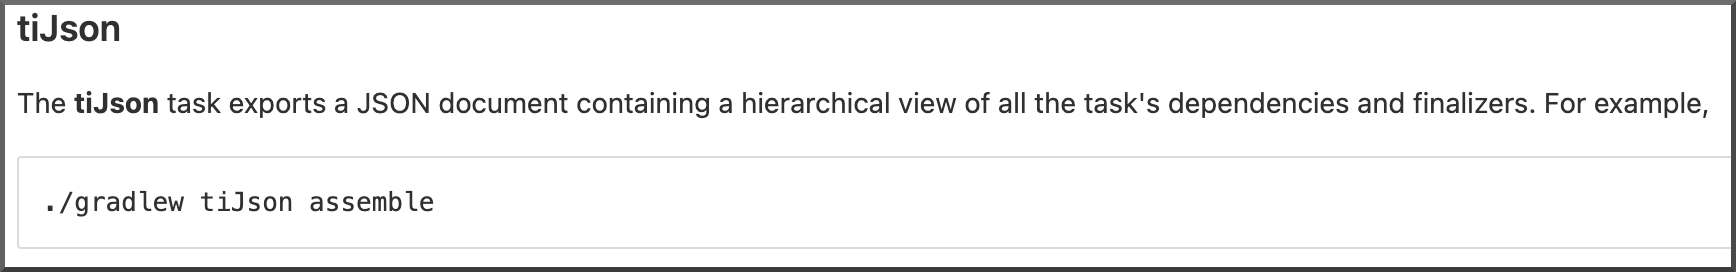 tiJson
The tiJson task exports a JSON document containing a hierarchical view of all the task's dependencies and finalizers. For example,
./gradlew tiJson assemble